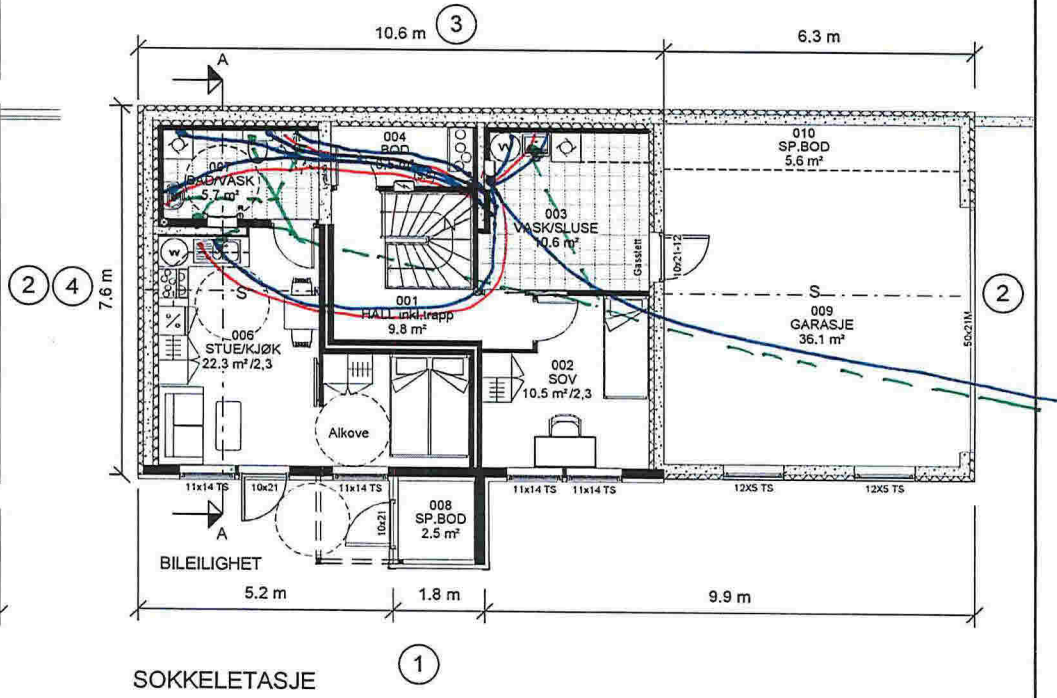 10.6 m
3
6.3 m
A
004
BOD
010
SP.BOD
5.6 m²
007
BAD/VASK
5.7 m²
W
003
VASK/SLUSE
10.6 m²
Gasstett
10x21-12
2
4
7.6 m
W
S
S
2
001
HALL inkl.trapp
9.8 m²
009
GARASJE
36.1 m²
50x21M
006
STUE/KJØK
22.3 m²/2,3
002
SOV
10.5 m²/2,3
Alkove
11x14 TS
10x21
11x14 TS
11x14 TS
11x14 TS
12X5 TS
12X5 TS
10x21
008
SP.BOD
2.5 m²
A
BILEILIGHET
5.2 m
1.8 m
9.9 m
1
SOKKELETASJE